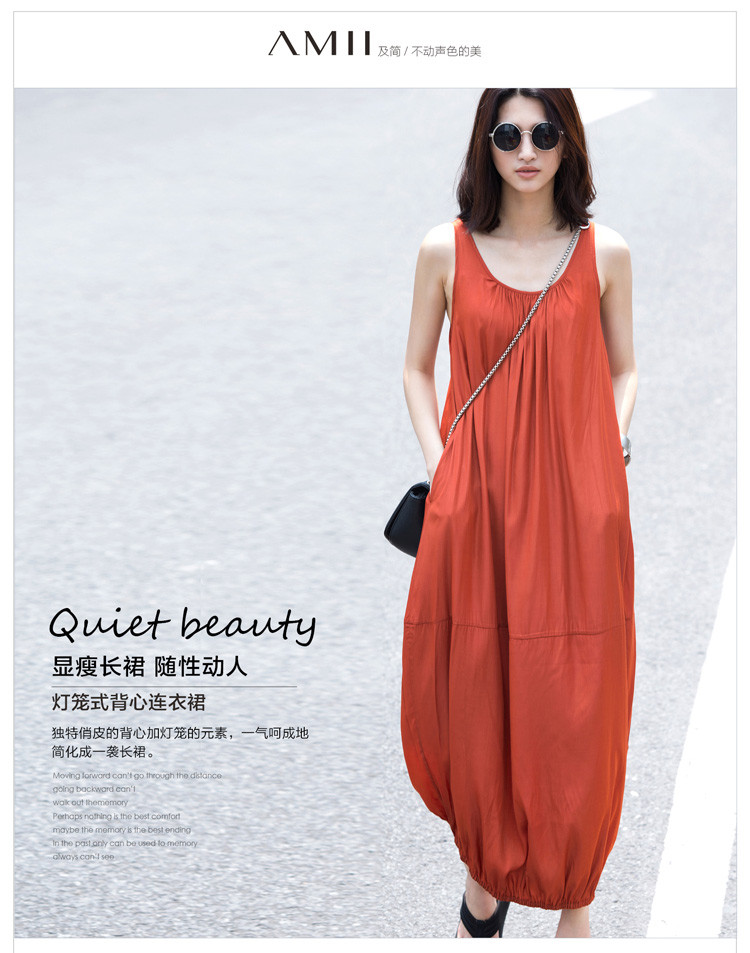 AMII 及简 / 不动声色的美
Quiet beauty
显瘦长裙 随性动人
灯笼式背心连衣裙
独特俏皮的背心加灯笼的元素，一气呵成地
简化成一袭长裙。
Moving forward can't go through the distance
going backward can't
walk out thememory
Perhaps nothing is the best comfort
maybe the memory is the best ending
In the past only can be used to memory
always can't see